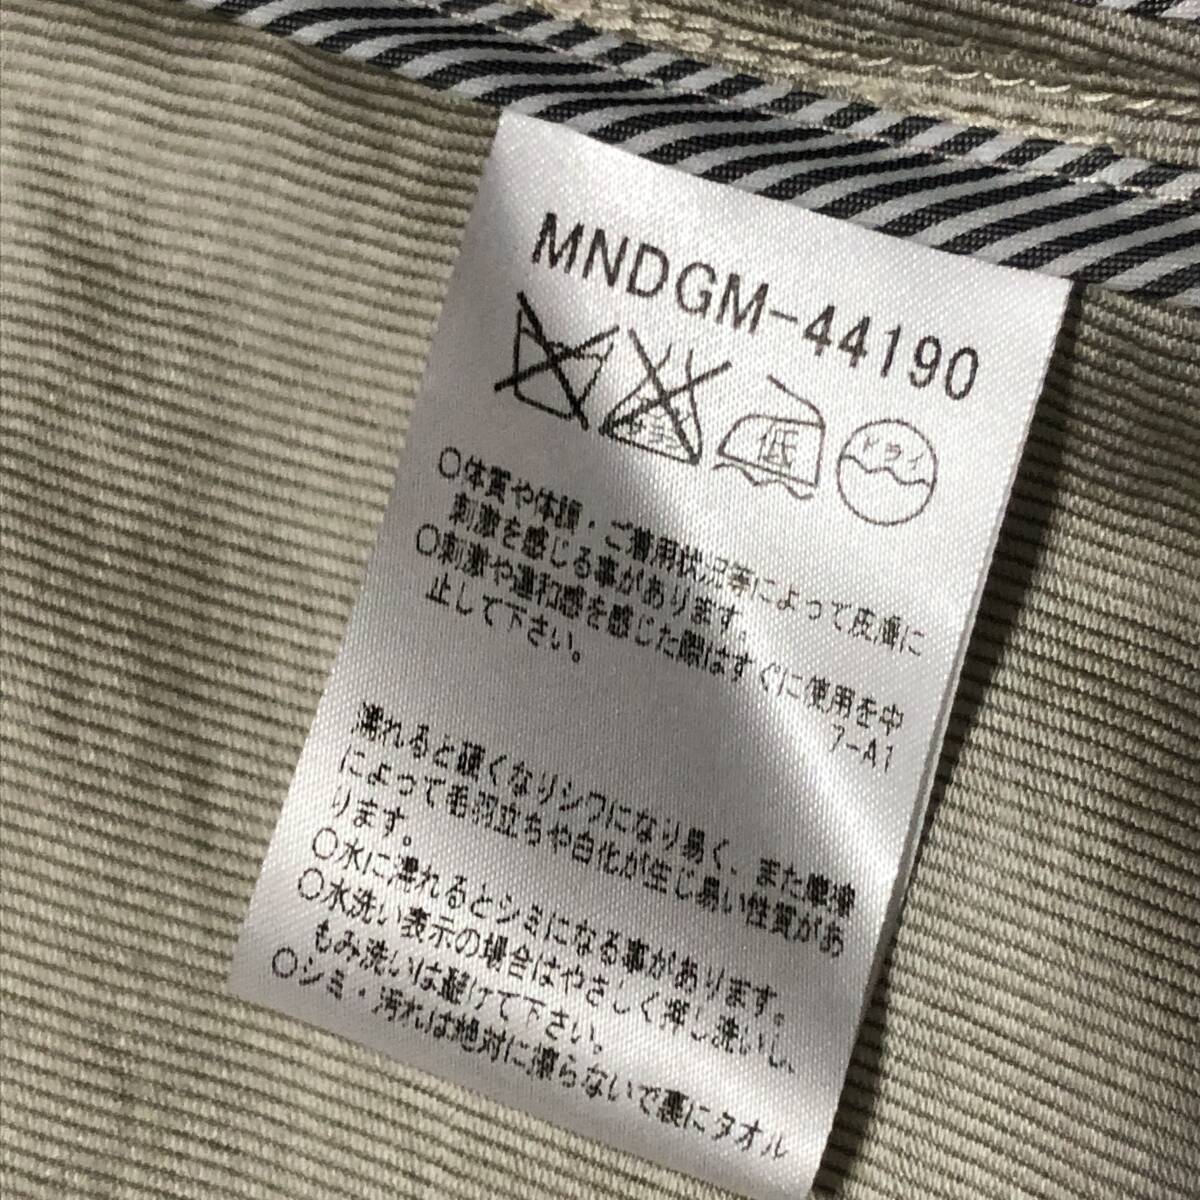 MNDGM-44190
低
ドライ
○体質や体調・ご着用状況等によって皮膚に
刺激を感じる事があります。
○刺激や違和感を感じた際はすぐに使用を中
止して下さい。
7-A1
濡れると硬くなりシワになり易く、また摩擦
によって毛羽立ちや白化が生じ易い性質があ
ります。
○水に濡れるとシミになる事があります。
○水洗い表示の場合はやさしく押し洗いし、
もみ洗いは避けて下さい。
○シミ・汚れは絶対に擦らないで裏にタオル